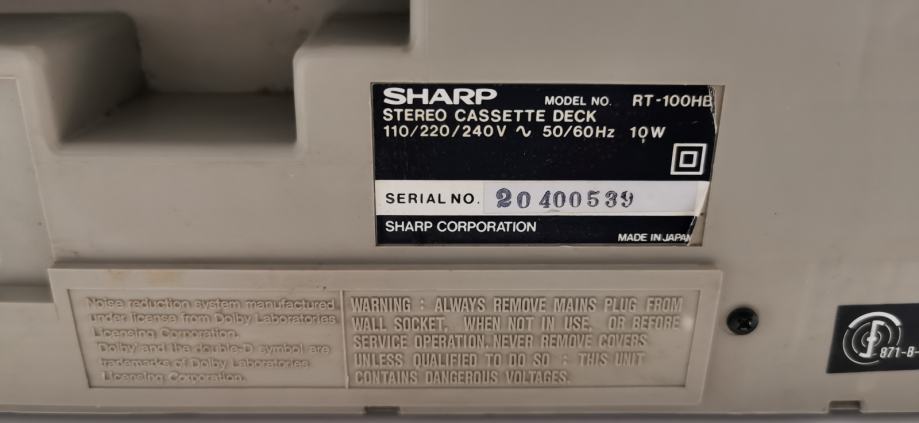 SHARP MODEL NO. RT-100HB
STEREO CASSETTE DECK
110/220/240V ~ 50/60Hz 10W
SERIAL NO. 20400539
SHARP CORPORATION
MADE IN JAPAN
Noise reduction system manufactured
under license from Dolby Laboratories
Licensing Corporation.
Dolby and the double-D symbol are
trademarks of Dolby Laboratories
Licensing Corporation.
WARNING : ALWAYS REMOVE MAINS PLUG FROM
WALL SOCKET, WHEN NOT IN USE, OR BEFORE
SERVICE OPERATION. NEVER REMOVE COVERS
UNLESS QUALIFIED TO DO SO : THIS UNIT
CONTAINS DANGEROUS VOLTAGES.
871-B-